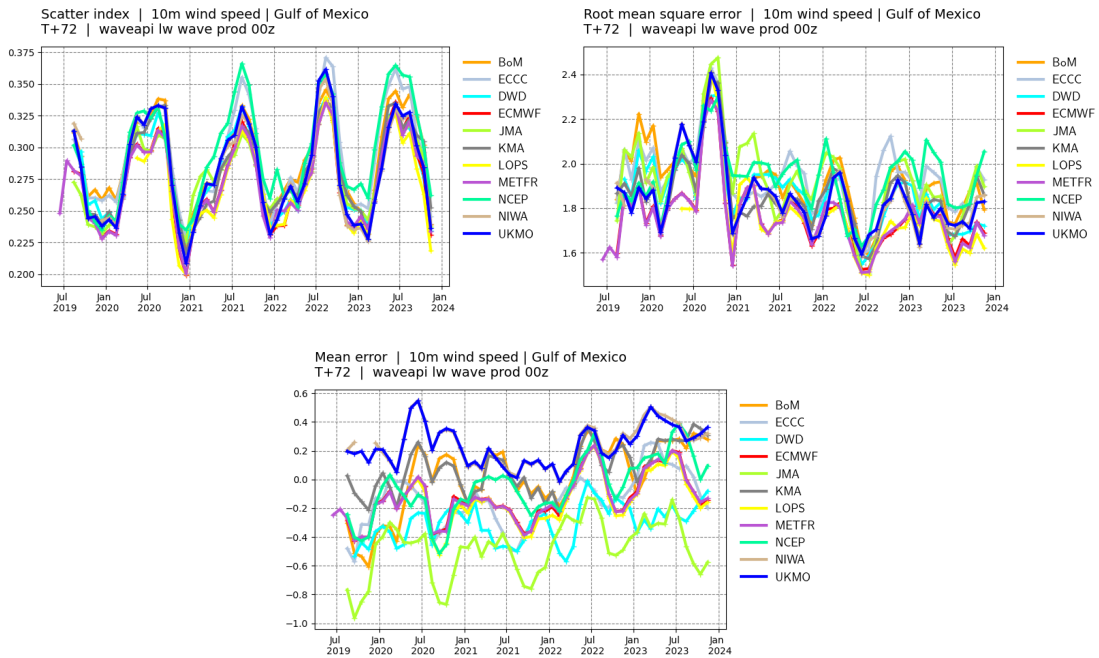 Scatter index | 10m wind speed | Gulf of Mexico
T+72 | waveapi lw wave prod 00z
0.375
0.350
0.325
0.300
0.275
0.250
0.225
0.200
Jul 2019
Jan 2020
Jul 2020
Jan 2021
Jul 2021
Jan 2022
Jul 2022
Jan 2023
Jul 2023
Jan 2024
BoM
ECCC
DWD
ECMWF
JMA
KMA
LOPS
METFR
NCEP
NIWA
UKMO
Root mean square error | 10m wind speed | Gulf of Mexico
T+72 | waveapi lw wave prod 00z
2.4
2.2
2.0
1.8
1.6
Jul 2019
Jan 2020
Jul 2020
Jan 2021
Jul 2021
Jan 2022
Jul 2022
Jan 2023
Jul 2023
Jan 2024
BoM
ECCC
DWD
ECMWF
JMA
KMA
LOPS
METFR
NCEP
NIWA
UKMO
Mean error | 10m wind speed | Gulf of Mexico
T+72 | waveapi lw wave prod 00z
0.6
0.4
0.2
0.0
−0.2
−0.4
−0.6
−0.8
−1.0
Jul 2019
Jan 2020
Jul 2020
Jan 2021
Jul 2021
Jan 2022
Jul 2022
Jan 2023
Jul 2023
Jan 2024
BoM
ECCC
DWD
ECMWF
JMA
KMA
LOPS
METFR
NCEP
NIWA
UKMO